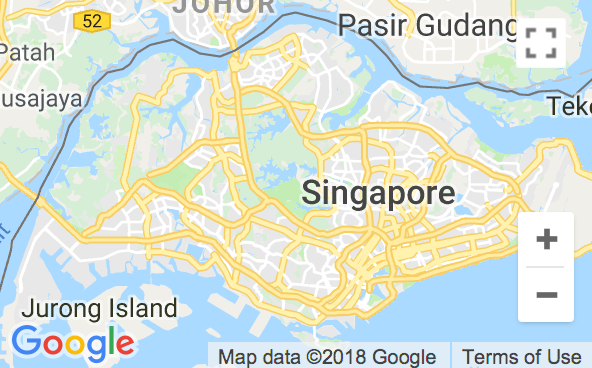 JOHOR
52
Pasir Gudang
Patah
usajaya
Teko
Singapore
+
−
Jurong Island
Google
Map data ©2018 Google
Terms of Use